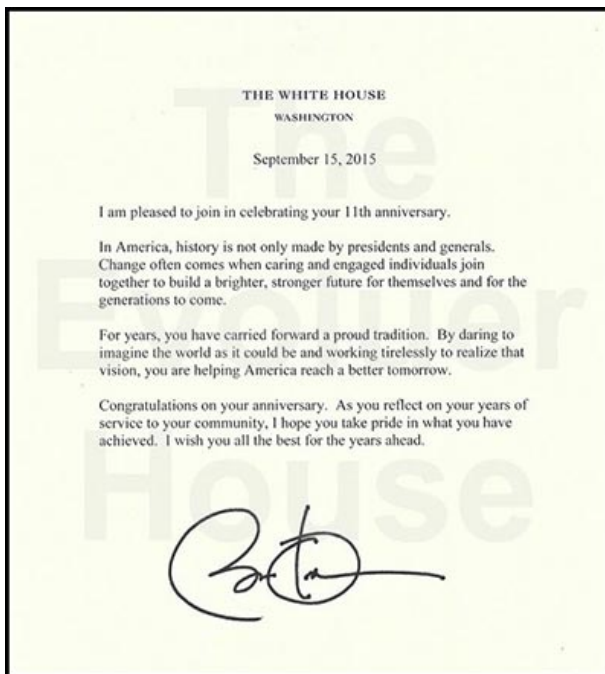 THE WHITE HOUSE
WASHINGTON
September 15, 2015
I am pleased to join in celebrating your 11th anniversary.
In America, history is not only made by presidents and generals.
Change often comes when caring and engaged individuals join
together to build a brighter, stronger future for themselves and for the
generations to come.
For years, you have carried forward a proud tradition. By daring to
imagine the world as it could be and working tirelessly to realize that
vision, you are helping America reach a better tomorrow.
Congratulations on your anniversary. As you reflect on your years of
service to your community, I hope you take pride in what you have
achieved. I wish you all the best for the years ahead.
The
Evoluer
House